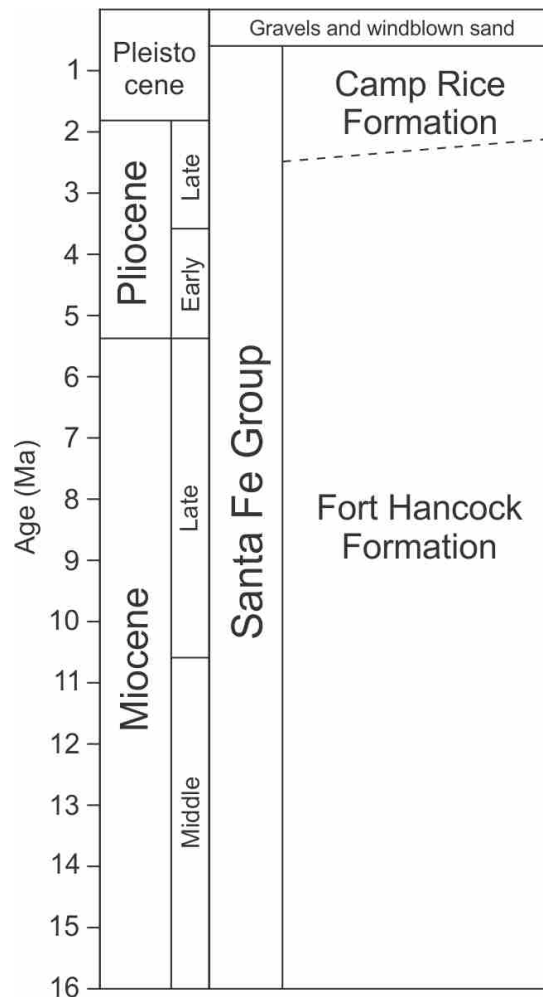 Gravels and windblown sand
Pleisto
cene
Camp Rice
Formation
1
2
3
4
5
6
7
8
9
10
11
12
13
14
15
16
Age (Ma)
Pliocene
Late
Early
Miocene
Late
Middle
Santa Fe Group
Fort Hancock
Formation